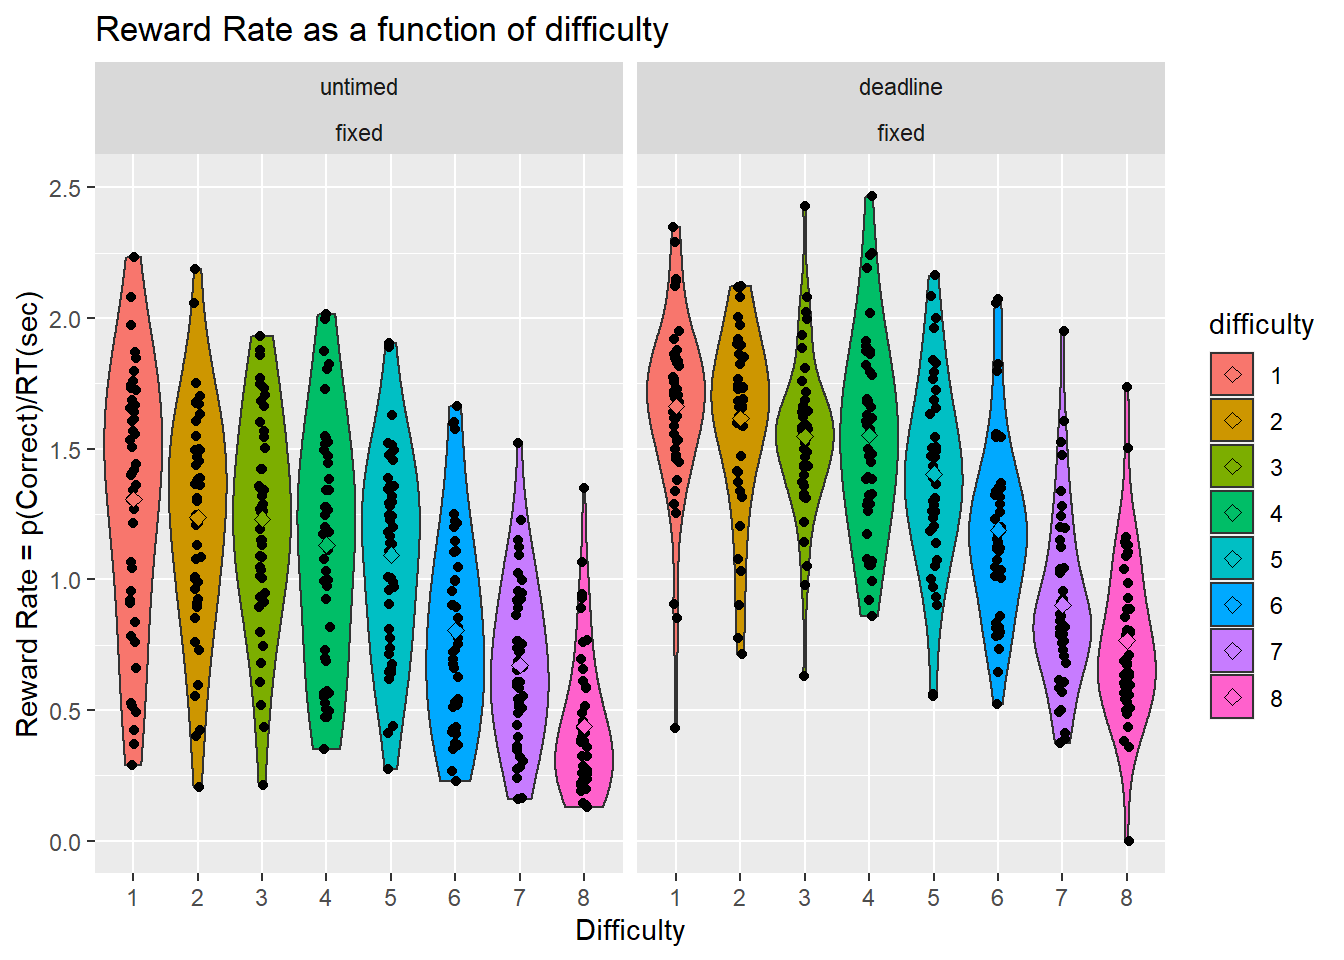 Reward Rate as a function of difficulty
untimed
fixed
deadline
fixed
Reward Rate = p(Correct)/RT(sec)
2.5
2.0
1.5
1.0
0.5
0.0
1 2 3 4 5 6 7 8
1 2 3 4 5 6 7 8
Difficulty
difficulty
1
2
3
4
5
6
7
8